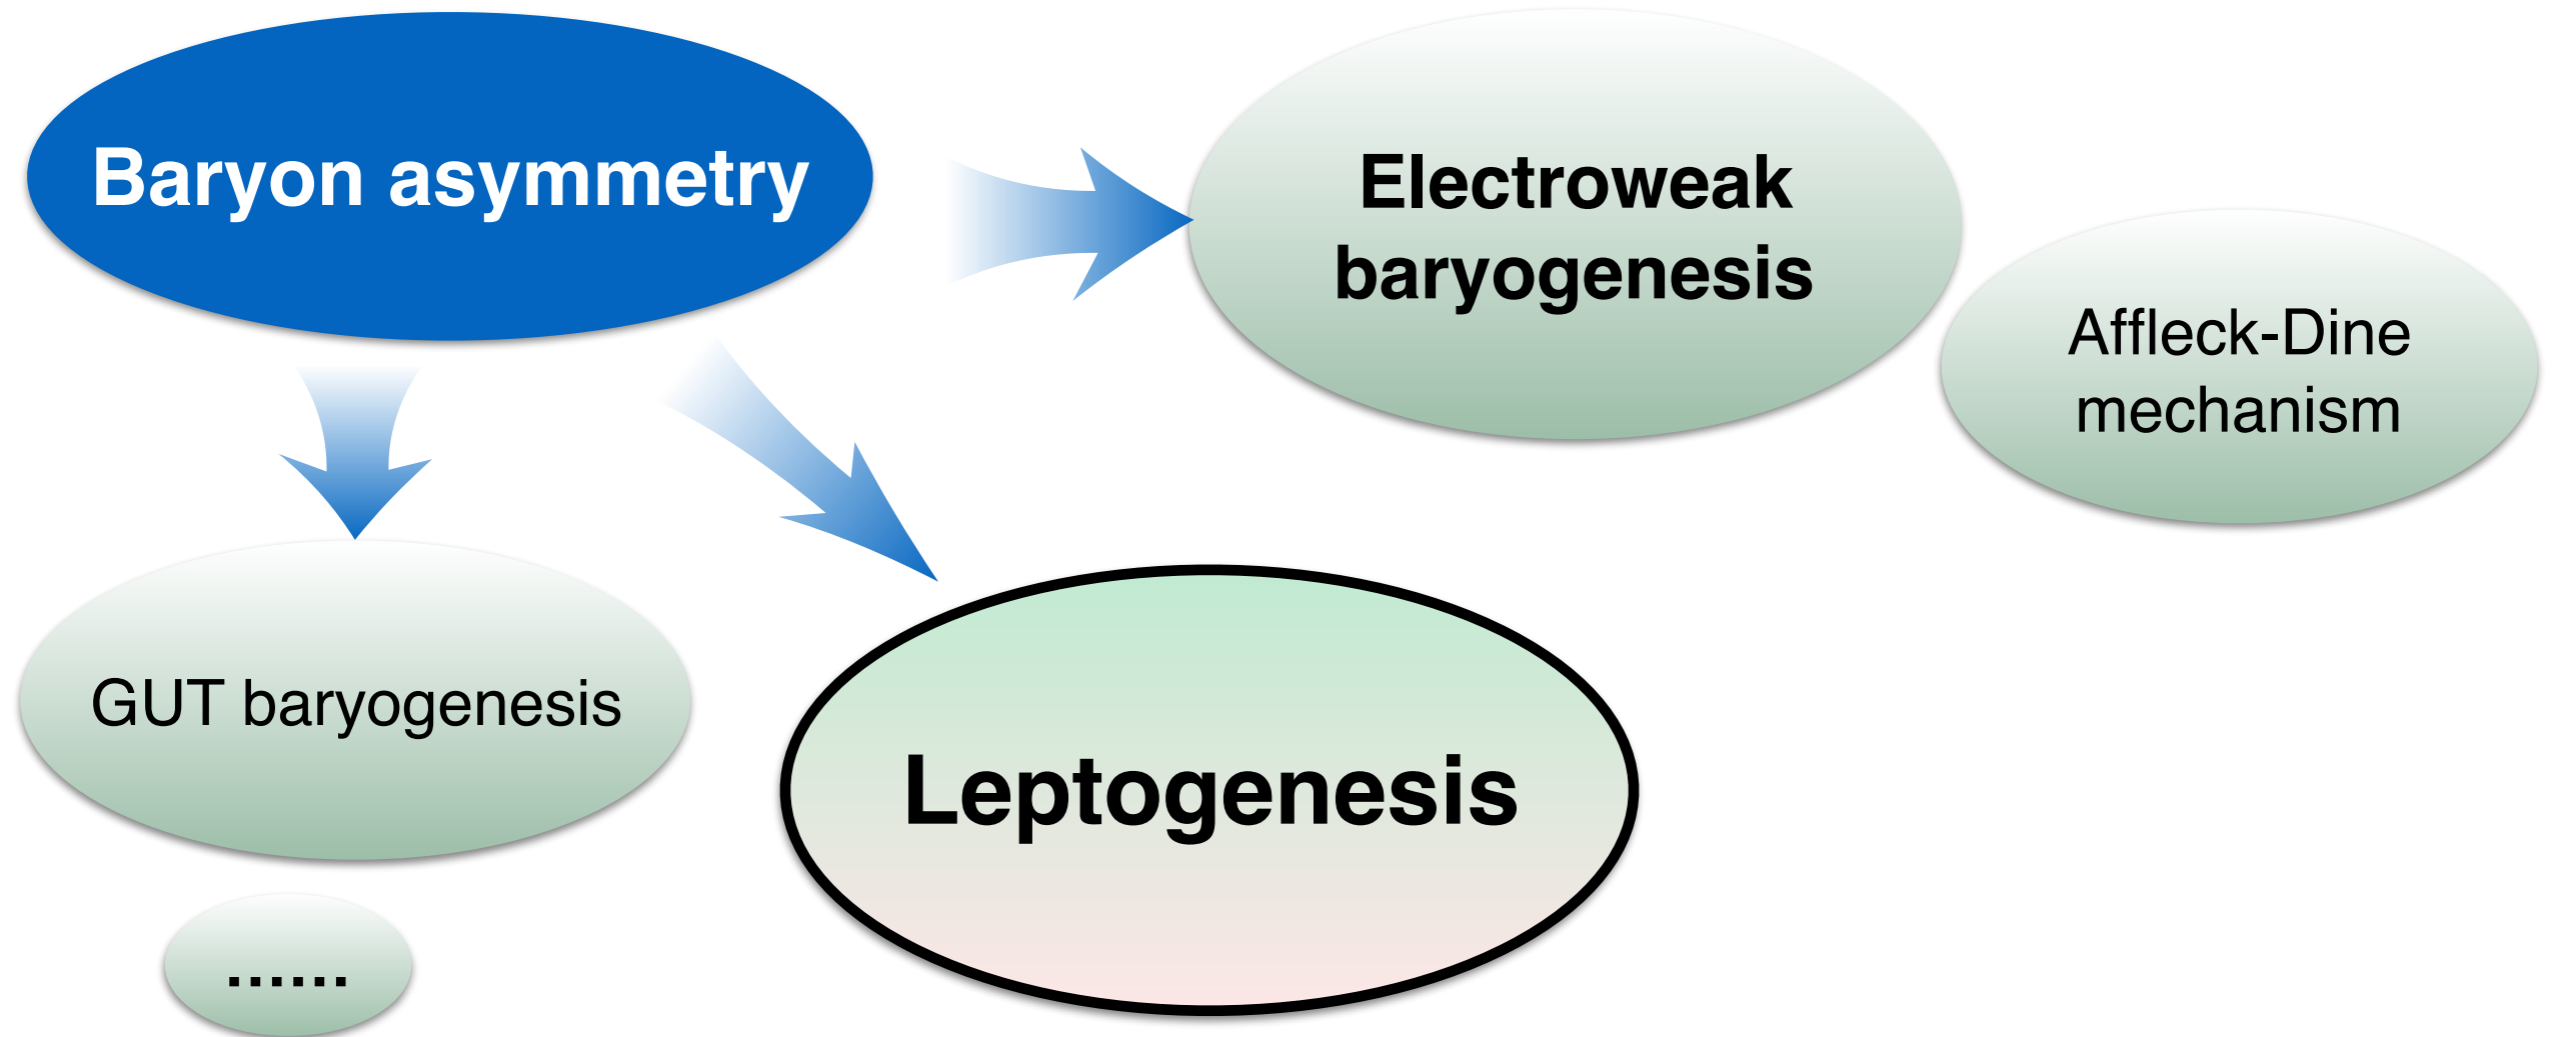 Baryon asymmetry
Electroweak
baryogenesis
Affleck-Dine
mechanism
GUT baryogenesis
Leptogenesis
......